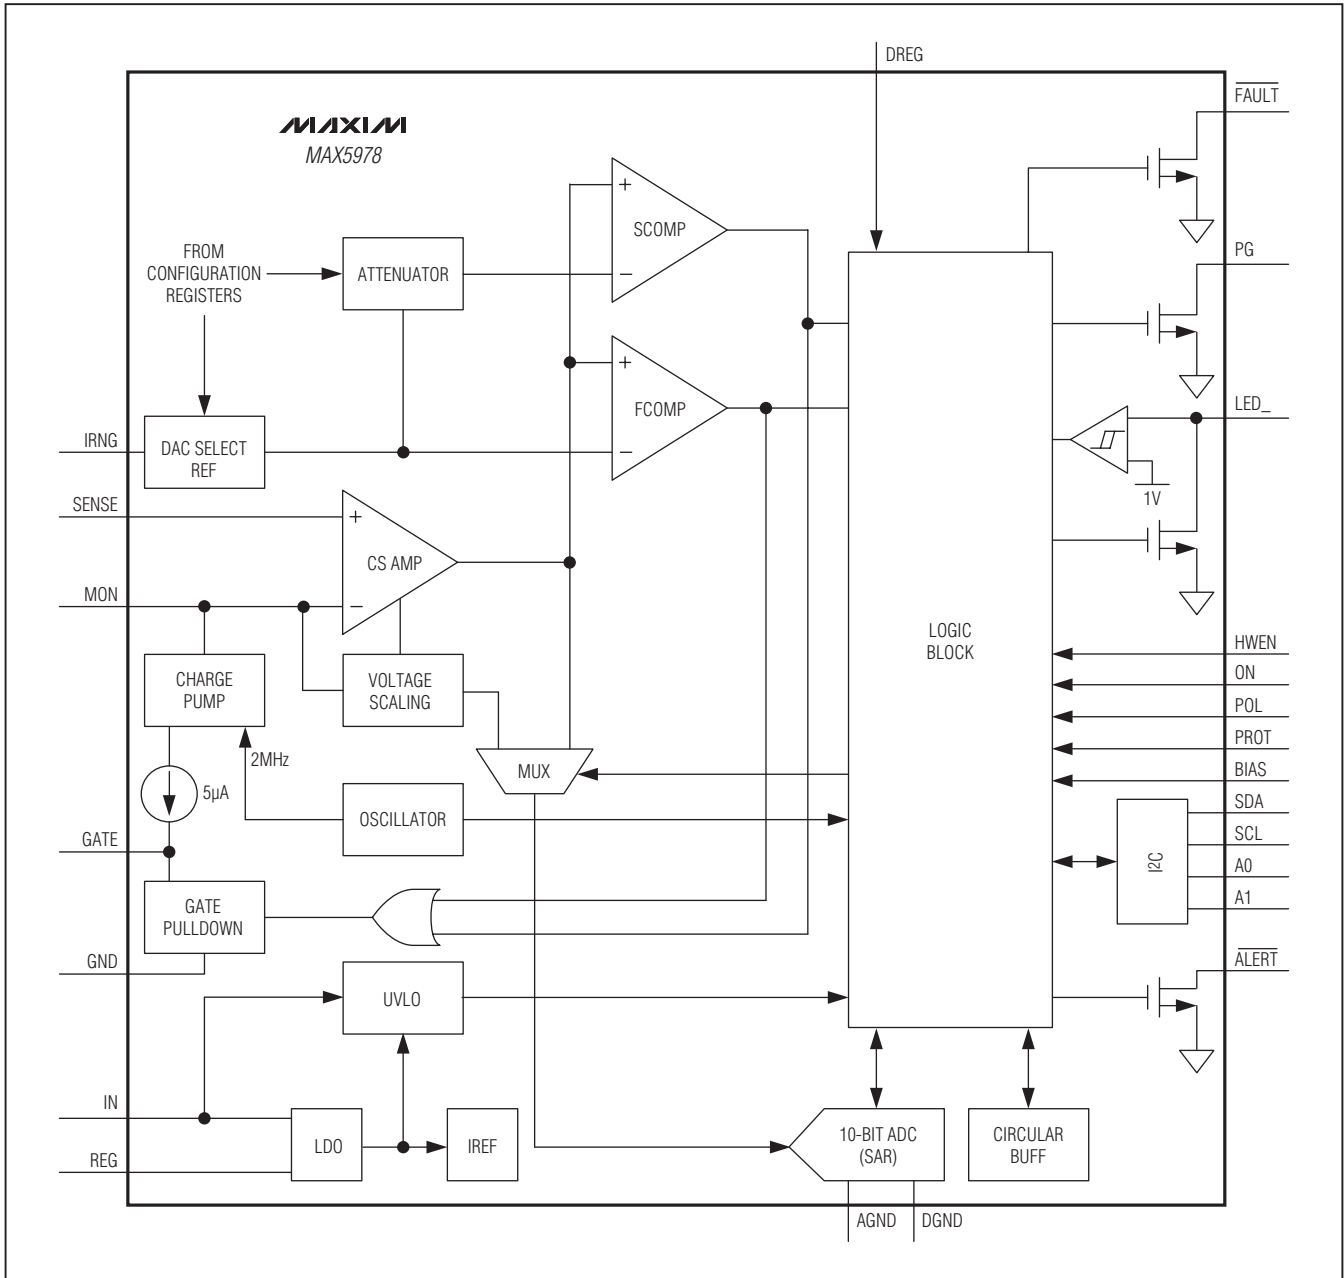 DREG
FAULT
MAXIM
MAX5978
SCOMP
+
−
FROM
CONFIGURATION
REGISTERS
ATTENUATOR
PG
FCOMP
+
−
LED_
IRNG
DAC SELECT
REF
1V
SENSE
+
CS AMP
−
MON
LOGIC
BLOCK
CHARGE
PUMP
VOLTAGE
SCALING
HWEN
ON
POL
PROT
BIAS
2MHz
MUX
5µA
OSCILLATOR
SDA
SCL
A0
A1
I²C
GATE
GATE
PULLDOWN
GND
ALERT
UVLO
IN
LDO
IREF
REG
10-BIT ADC
(SAR)
CIRCULAR
BUFF
AGND
DGND